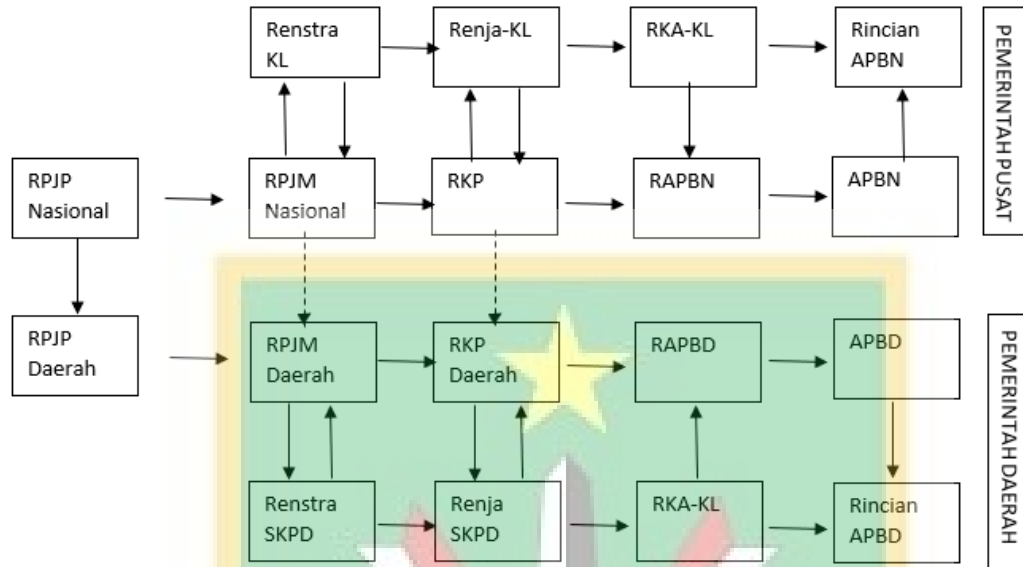 Renstra
KL
Renja-KL
RKA-KL
Rincian
APBN
PEMERINTAH PUSAT
RPJP
Nasional
RPJM
Nasional
RKP
RAPBN
APBN
RPJP
Daerah
RPJM
Daerah
RKP
Daerah
RAPBD
APBD
PEMERINTAH DAERAH
Renstra
SKPD
Renja
SKPD
RKA-KL
Rincian
APBD